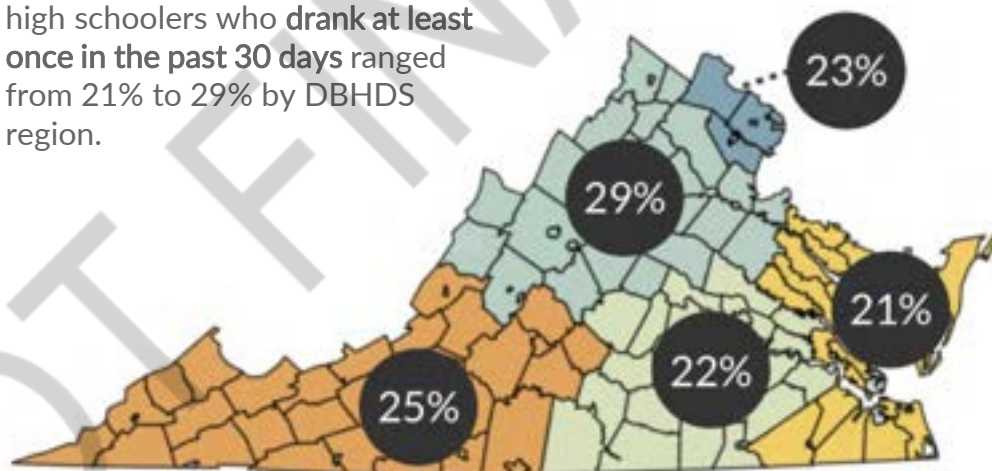 high schoolers who drank at least
once in the past 30 days ranged
from 21% to 29% by DBHDS
region.
23%
29%
21%
22%
25%